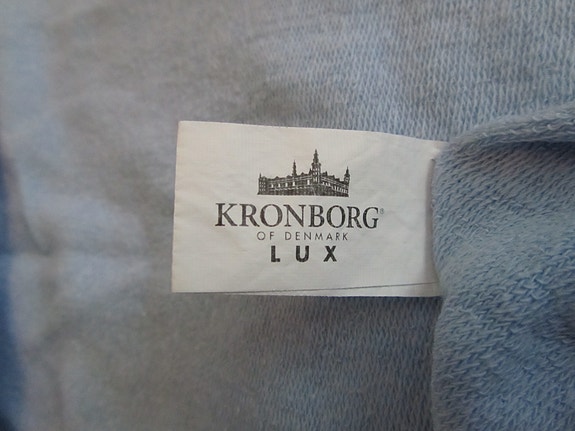 KRONBORG®
OF DENMARK
LUX